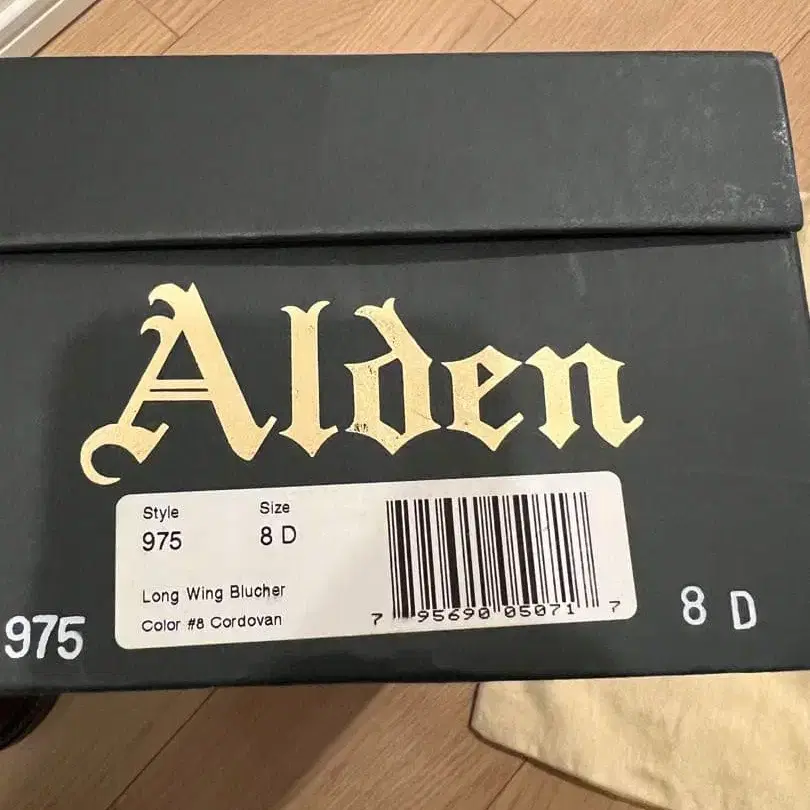 Alden
Style Size
975 8 D
Long Wing Blucher
Color #8 Cordovan
7 95690 05071 7
975 8 D